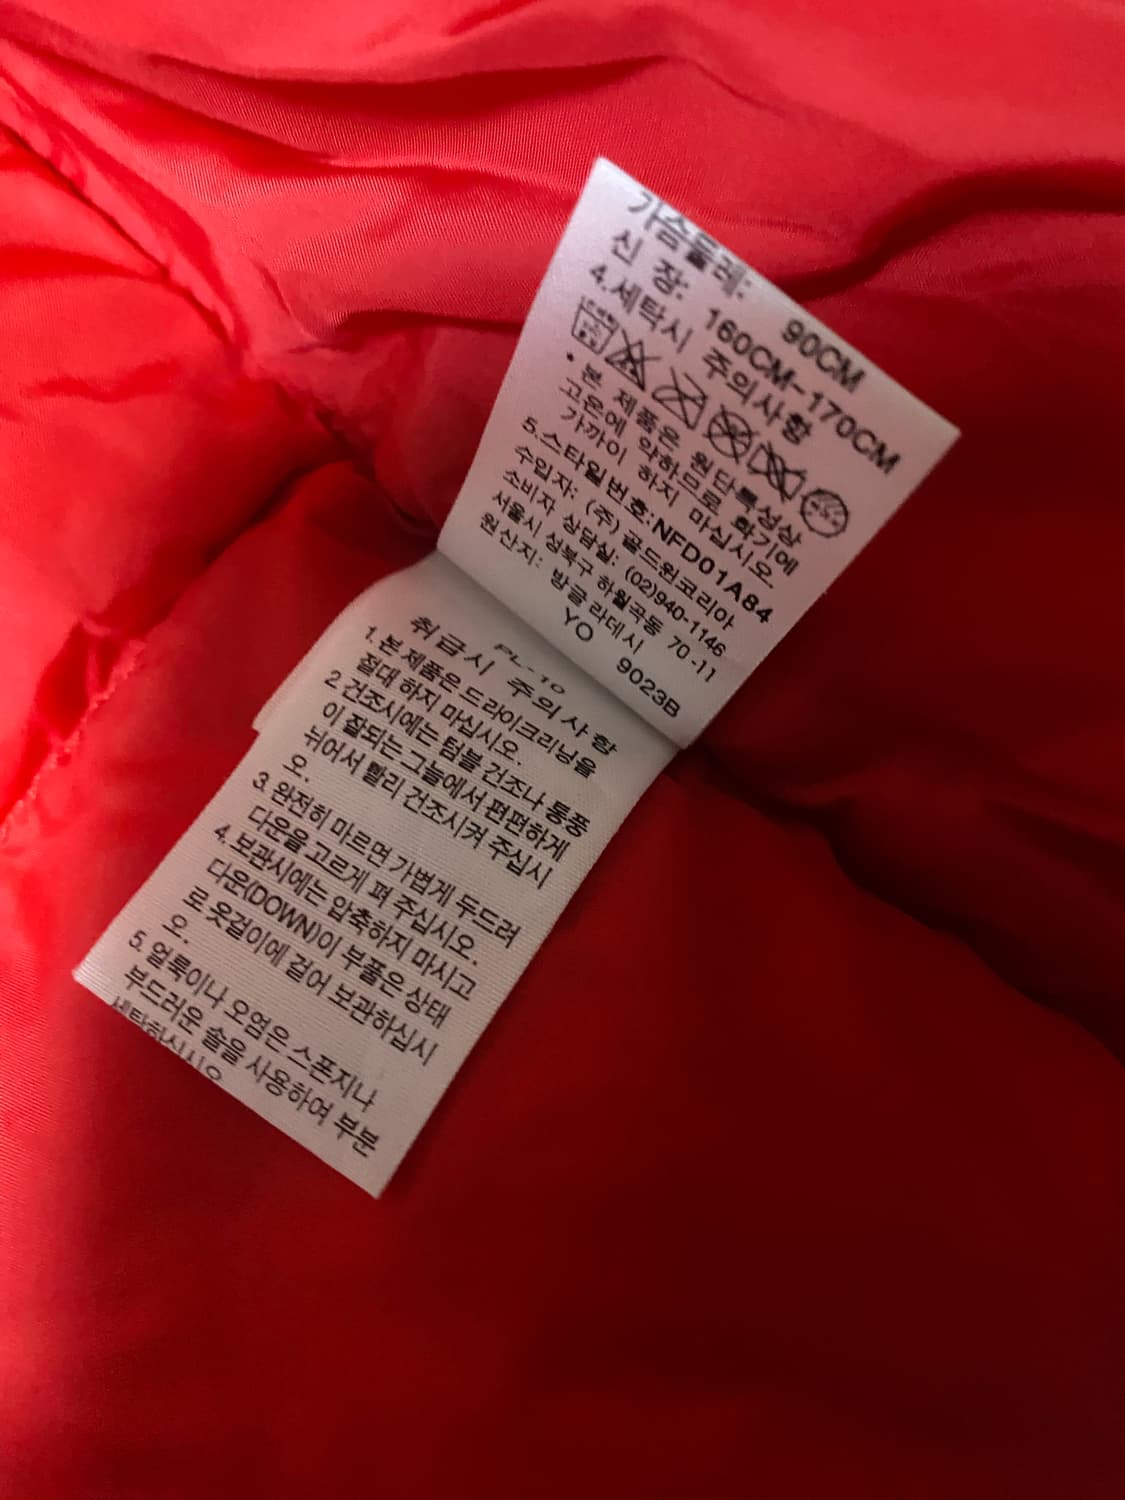 가슴둘레: 90CM
신 장: 160CM-170CM
4.세탁시 주의사항
• 본 제품은 원단특성상
고온에 약하므로 화기에
가까이 하지 마십시오.
5.스타일번호:NFD01A84
수입자: (주) 골드윈코리아
소비자 상담실: (02)940-1146
서울시 성북구 하월곡동 70-11
원산지: 방글라데시
YO 9023B
PL-10
취급시 주의사항
1.본 제품은 드라이크리닝을
절대 하지 마십시오.
2 건조시에는 텀블 건조나 통풍
이 잘되는 그늘에서 편편하게
뉘어서 빨리 건조시켜 주십시
오.
3. 완전히 마르면 가볍게 두드려
다운을 고르게 펴 주십시오.
4. 보관시에는 압축하지 마시고
다운(DOWN)이 부풀은 상태
로 옷걸이에 걸어 보관하십시
오.
5. 얼룩이나 오염은 스폰지나
부드러운 솔을 사용하여 부분
세탁하십시오